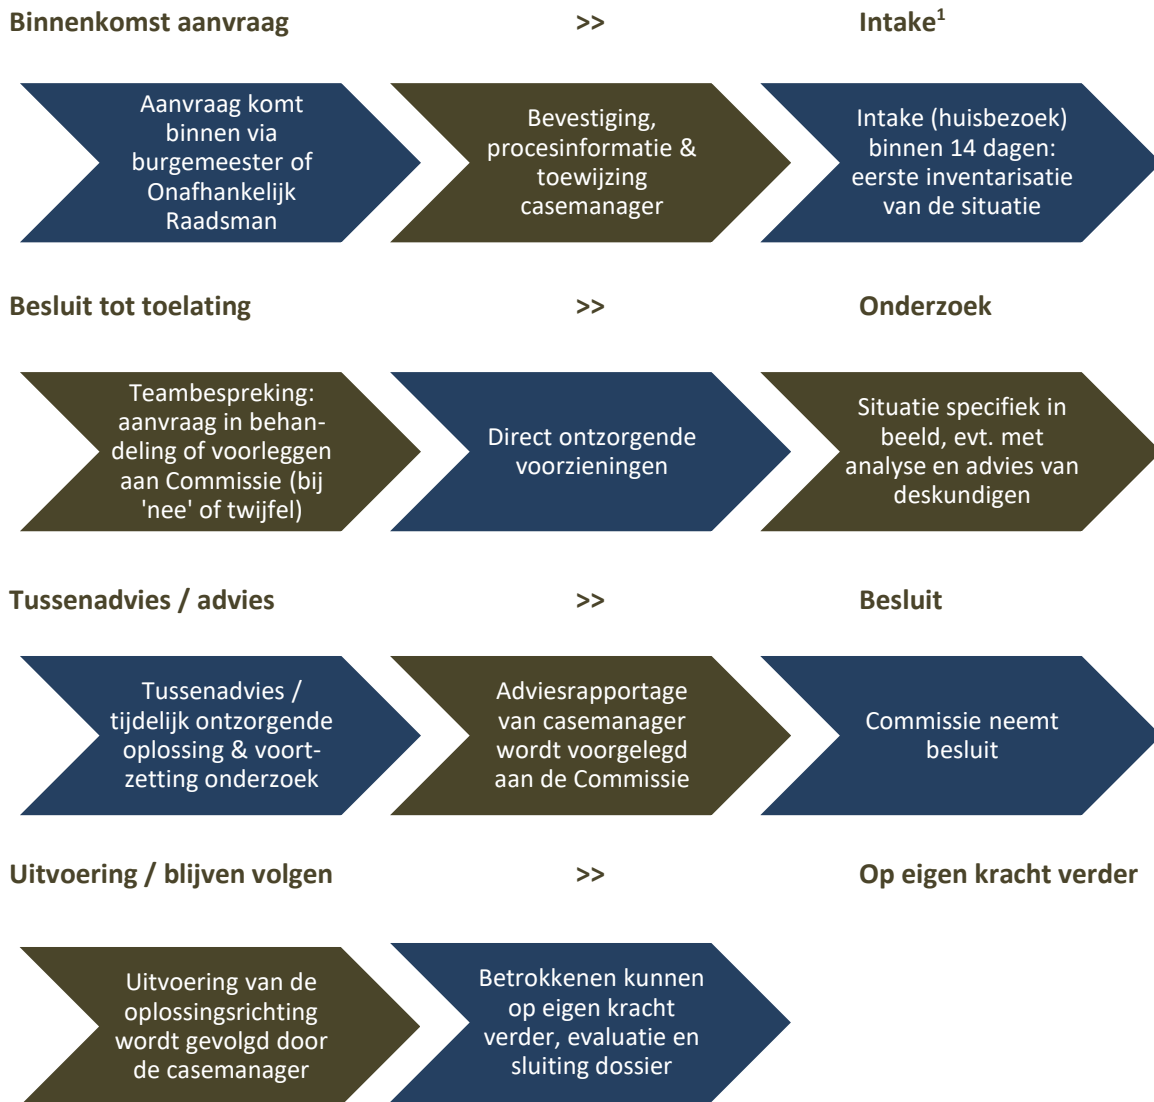 Binnenkomst aanvraag >> Intake1
Aanvraag komt
binnen via
burgemeester of
Onafhankelijk
Raadsman
Bevestiging,
procesinformatie &
toewijzing
casemanager
Intake (huisbezoek)
binnen 14 dagen:
eerste inventarisatie
van de situatie
Besluit tot toelating >> Onderzoek
Teambespreking:
aanvraag in behan-
deling of voorleggen
aan Commissie (bij
'nee' of twijfel)
Direct ontzorgende
voorzieningen
Situatie specifiek in
beeld, evt. met
analyse en advies van
deskundigen
Tussenadvies / advies >> Besluit
Tussenadvies /
tijdelijk ontzorgende
oplossing & voort-
zetting onderzoek
Adviesrapportage
van casemanager
wordt voorgelegd
aan de Commissie
Commissie neemt
besluit
Uitvoering / blijven volgen >> Op eigen kracht verder
Uitvoering van de
oplossingsrichting
wordt gevolgd door
de casemanager
Betrokkenen kunnen
op eigen kracht
verder, evaluatie en
sluiting dossier